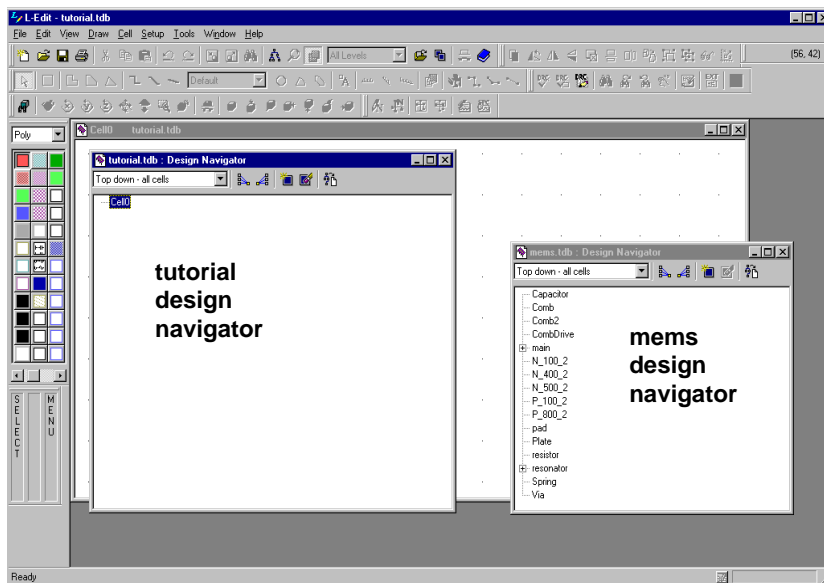 L-Edit - tutorial.tdb
File Edit View Draw Cell Setup Tools Window Help
All Levels
(56, 42)
Default
Poly
Cell0 tutorial.tdb
tutorial.tdb : Design Navigator
Top down - all cells
Cell0
tutorial
design
navigator
mems.tdb : Design Navigator
Top down - all cells
Capacitor
Comb
Comb2
CombDrive
main
N_100_2
N_400_2
N_500_2
P_100_2
P_800_2
pad
Plate
resistor
resonator
Spring
Via
mems
design
navigator
SELECT
MENU
Ready